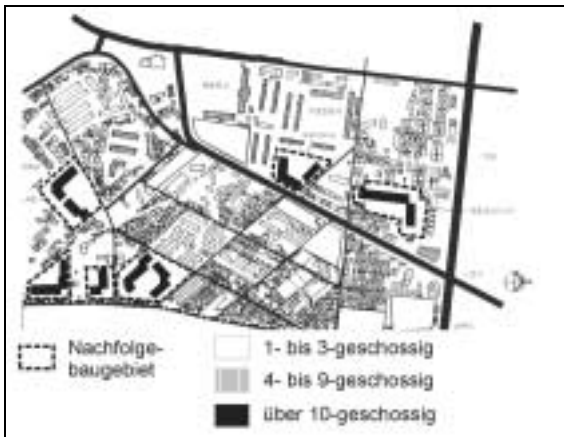 Nachfolge-
baugebiet
1- bis 3-geschossig
4- bis 9-geschossig
über 10-geschossig